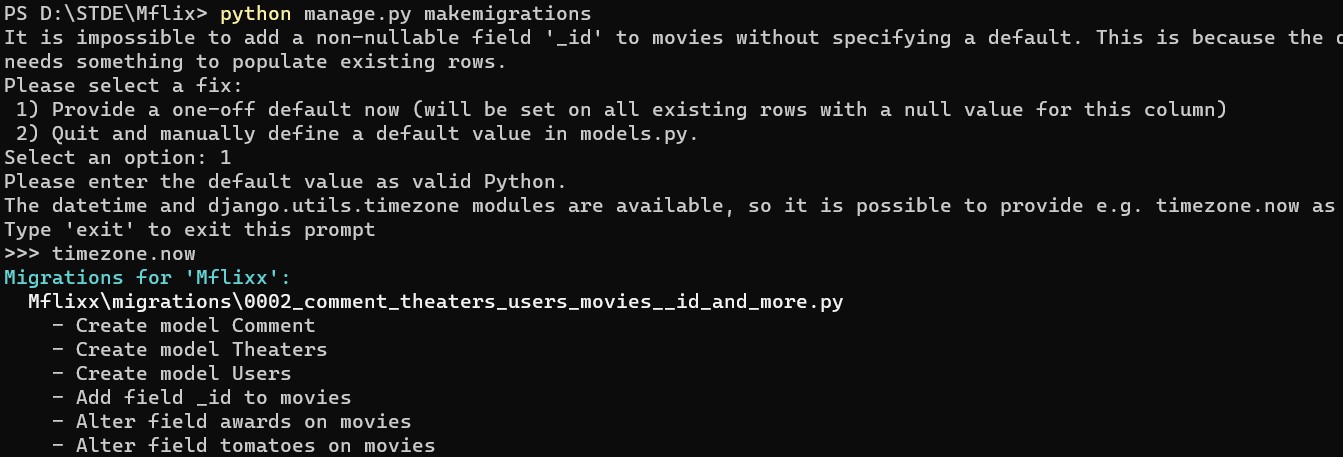 PS D:\STDE\Mflix> python manage.py makemigrations
It is impossible to add a non-nullable field '_id' to movies without specifying a default. This is because the
needs something to populate existing rows.
Please select a fix:
 1) Provide a one-off default now (will be set on all existing rows with a null value for this column)
 2) Quit and manually define a default value in models.py.
Select an option: 1
Please enter the default value as valid Python.
The datetime and django.utils.timezone modules are available, so it is possible to provide e.g. timezone.now as
Type 'exit' to exit this prompt
>>> timezone.now
Migrations for 'Mflixx':
  Mflixx\migrations\0002_comment_theaters_users_movies__id_and_more.py
    - Create model Comment
    - Create model Theaters
    - Create model Users
    - Add field _id to movies
    - Alter field awards on movies
    - Alter field tomatoes on movies